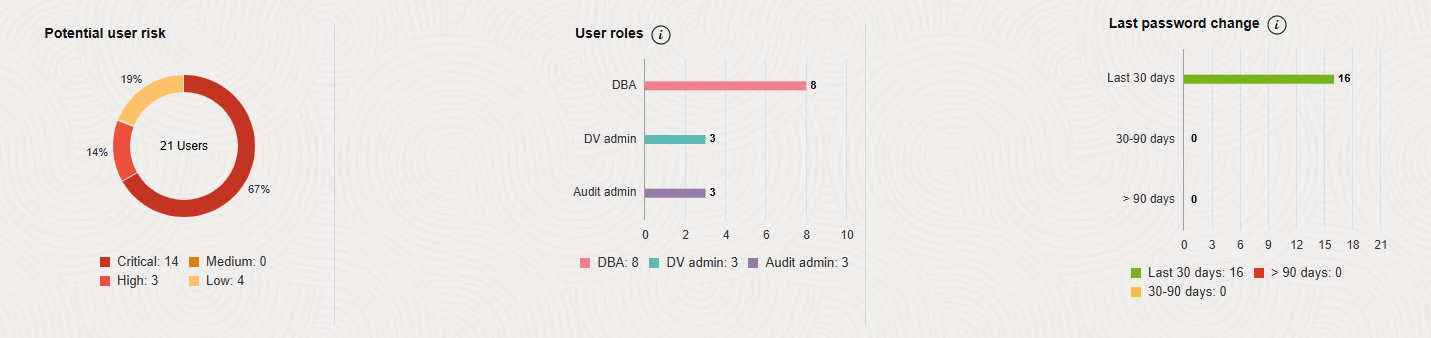 Potential user risk
19%
14%
21 Users
67%
Critical: 14 Medium: 0
High: 3 Low: 4
User roles i
DBA 8
DV admin 3
Audit admin 3
0 2 4 6 8 10
DBA: 8 DV admin: 3 Audit admin: 3
Last password change i
Last 30 days 16
30-90 days 0
> 90 days 0
0 3 6 9 12 15 18 21
Last 30 days: 16 > 90 days: 0
30-90 days: 0